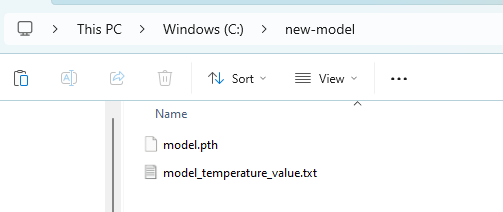 This PC > Windows (C:) > new-model
Sort View ...
Name
model.pth
model_temperature_value.txt